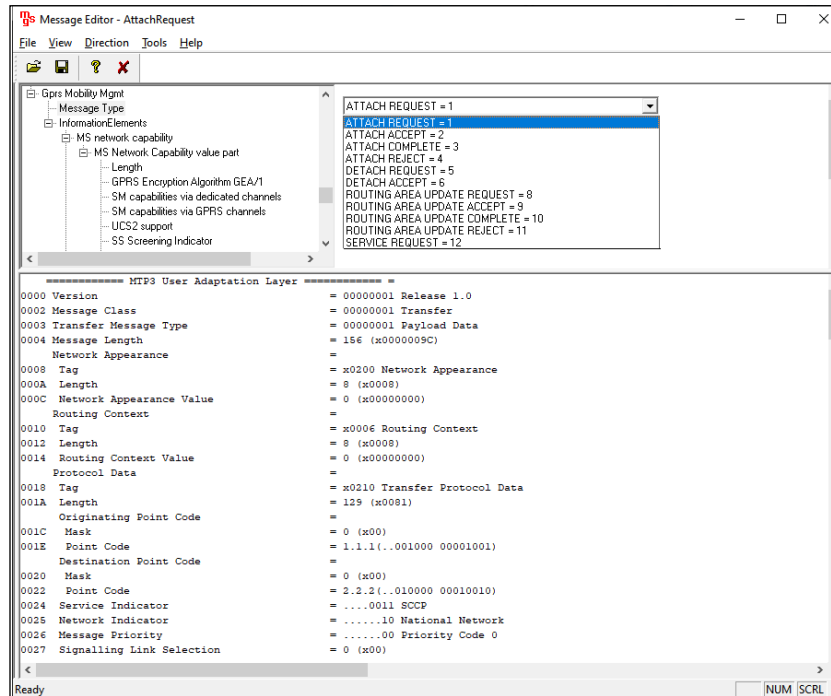 mgs Message Editor - AttachRequest
File View Direction Tools Help
Gprs Mobility Mgmt
Message Type
InformationElements
MS network capability
MS Network Capability value part
Length
GPRS Encryption Algorithm GEA/1
SM capabilities via dedicated channels
SM capabilities via GPRS channels
UCS2 support
SS Screening Indicator
ATTACH REQUEST = 1
ATTACH REQUEST = 1
ATTACH ACCEPT = 2
ATTACH COMPLETE = 3
ATTACH REJECT = 4
DETACH REQUEST = 5
DETACH ACCEPT = 6
ROUTING AREA UPDATE REQUEST = 8
ROUTING AREA UPDATE ACCEPT = 9
ROUTING AREA UPDATE COMPLETE = 10
ROUTING AREA UPDATE REJECT = 11
SERVICE REQUEST = 12
============ MTP3 User Adaptation Layer ============ =
0000 Version = 00000001 Release 1.0
0002 Message Class = 00000001 Transfer
0003 Transfer Message Type = 00000001 Payload Data
0004 Message Length = 156 (x0000009C)
Network Appearance =
0008 Tag = x0200 Network Appearance
000A Length = 8 (x0008)
000C Network Appearance Value = 0 (x00000000)
Routing Context =
0010 Tag = x0006 Routing Context
0012 Length = 8 (x0008)
0014 Routing Context Value = 0 (x00000000)
Protocol Data =
0018 Tag = x0210 Transfer Protocol Data
001A Length = 129 (x0081)
Originating Point Code =
001C Mask = 0 (x00)
001E Point Code = 1.1.1(..001000 00001001)
Destination Point Code =
0020 Mask = 0 (x00)
0022 Point Code = 2.2.2(..010000 00010010)
0024 Service Indicator = ....0011 SCCP
0025 Network Indicator = ......10 National Network
0026 Message Priority = ......00 Priority Code 0
0027 Signalling Link Selection = 0 (x00)
Ready NUM SCRL